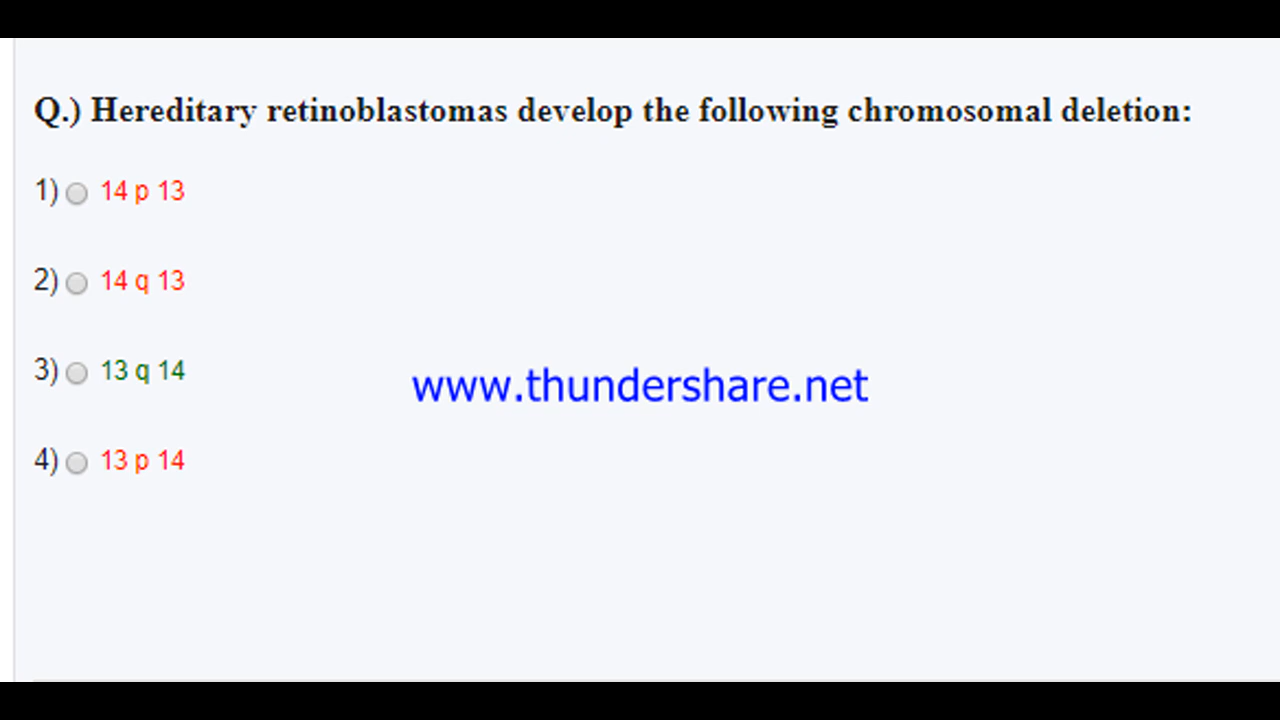 Q.) Hereditary retinoblastomas develop the following chromosomal deletion:
1) 14 p 13
2) 14 q 13
3) 13 q 14
www.thundershare.net
4) 13 p 14